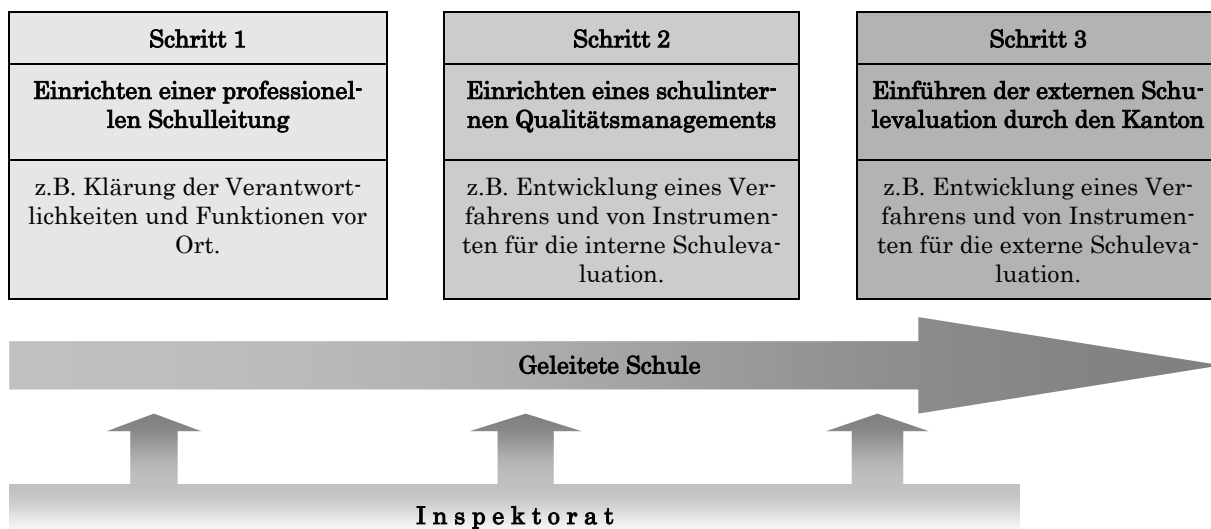 Schritt 1
Einrichten einer professionel-
len Schulleitung
z.B. Klärung der Verantwort-
lichkeiten und Funktionen vor
Ort.
Schritt 2
Einrichten eines schulinter-
nen Qualitätsmanagements
z.B. Entwicklung eines Ver-
fahrens und von Instrumen-
ten für die interne Schuleva-
luation.
Schritt 3
Einführen der externen Schu-
levaluation durch den Kanton
z.B. Entwicklung eines Ver-
fahrens und von Instrumen-
ten für die externe Schuleva-
luation.
Geleitete Schule
Inspektorat